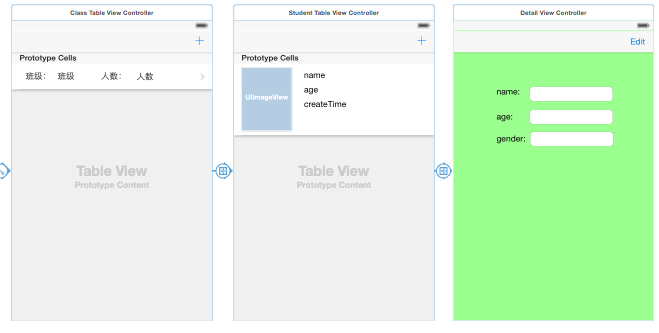 Class Table View Controller
Prototype Cells
班级： 班级 人数： 人数
Table View
Prototype Content
Student Table View Controller
Prototype Cells
UIImageView
name
age
createTime
Table View
Prototype Content
Detail View Controller
Edit
name:
age:
gender: